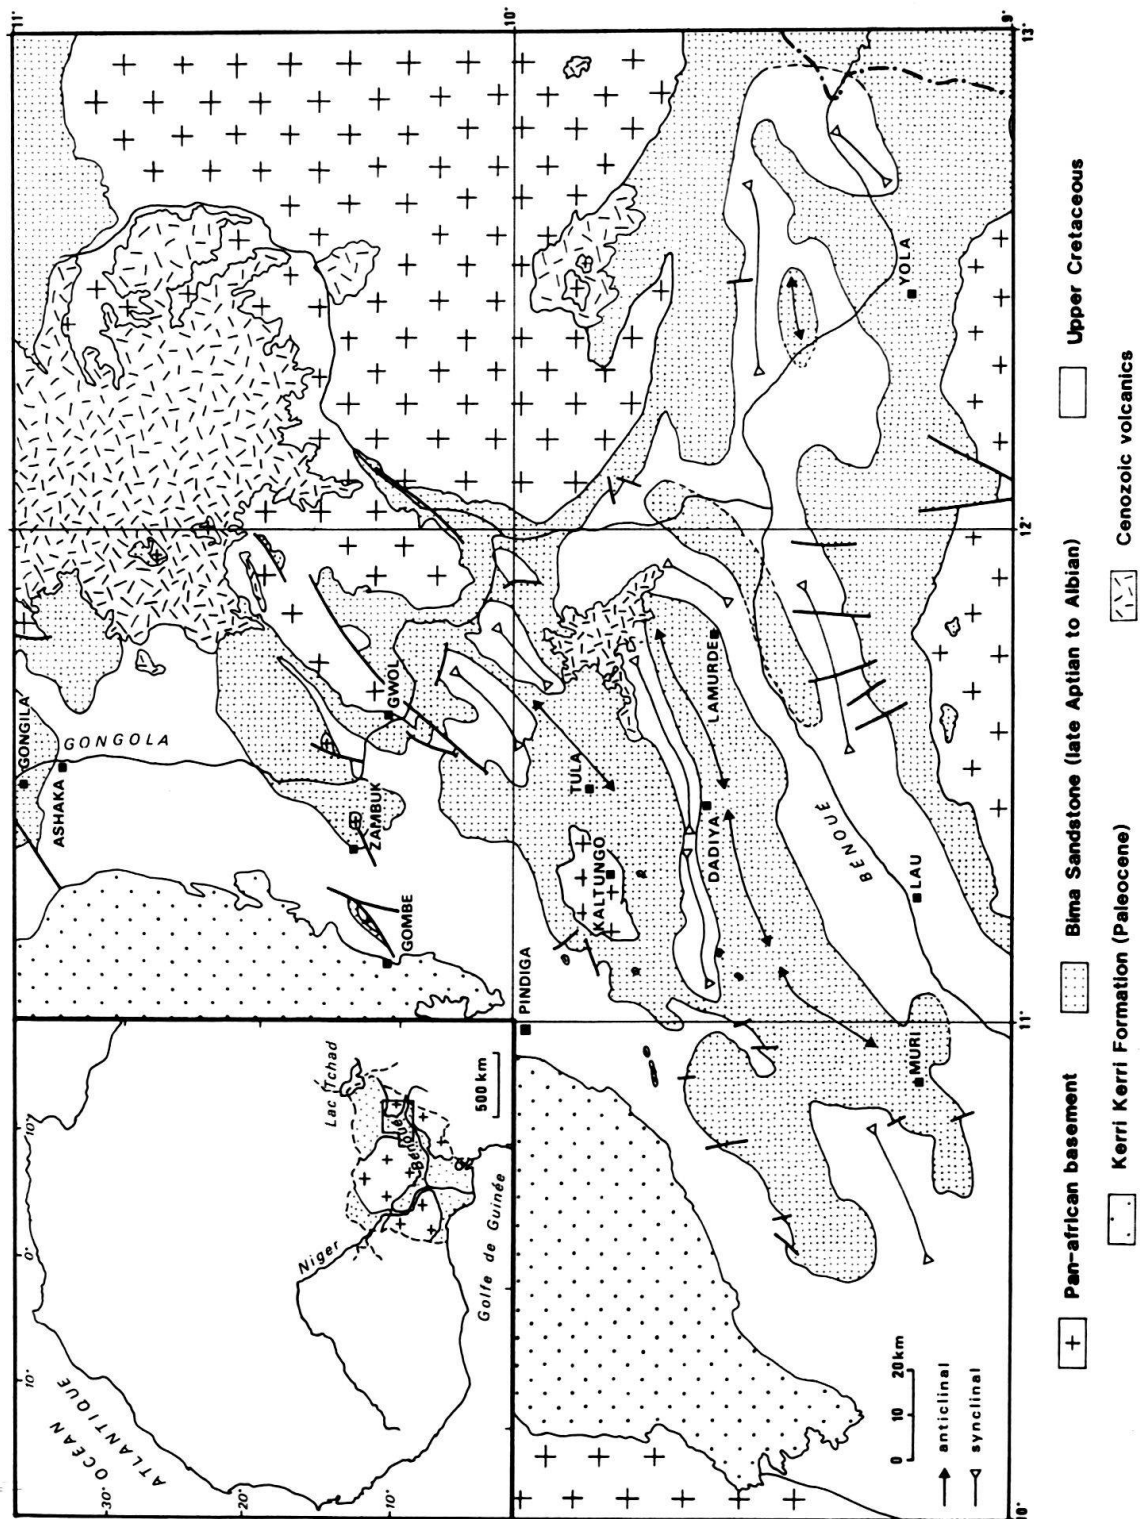 11°
10°
9°
13°
12°
11°
10°
GONGILA
ASHAKA
GONGOLA
GWOL
ZAMBUK
GOMBE
PINDIGA
TULA
KALTUNGO
DADIYA
LAMURDE
YOLA
BENOUE
LAU
MURI
Lac Tchad
500 km
Bénoué
Niger
Golfe de Guinée
OCÉAN
ATLANTIQUE
30°
20°
10°
10°
0°
10°
0 10 20km
anticlinal
synclinal
Pan-african basement
Bima Sandstone (late Aptian to Albian)
Upper Cretaceous
Kerri Kerri Formation (Paleocene)
Cenozoic volcanics